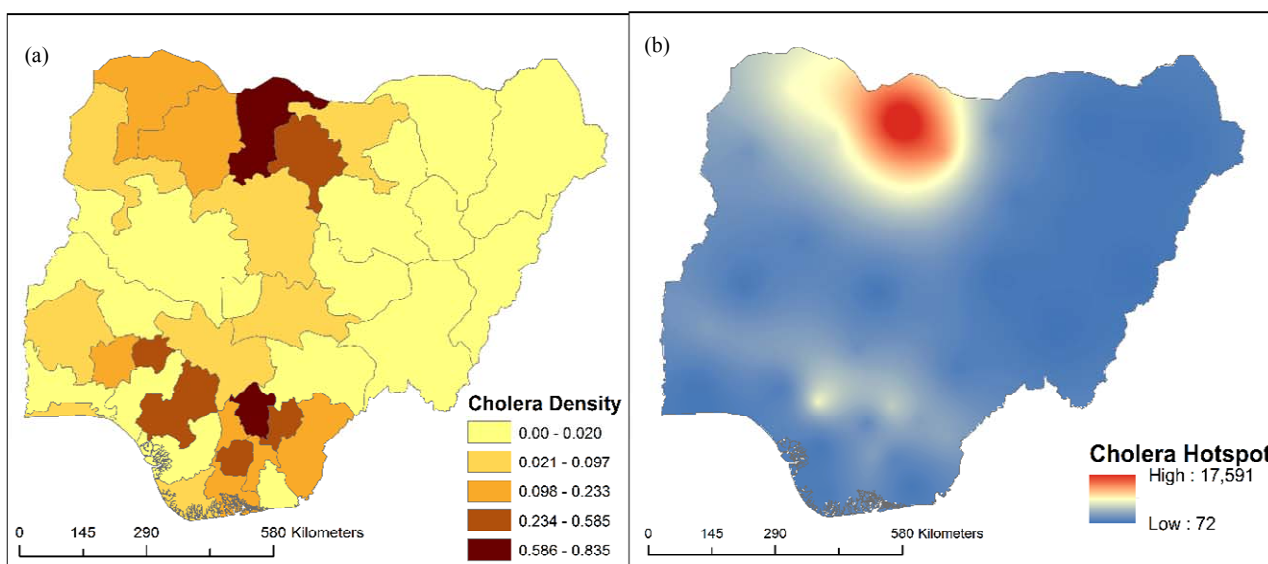 (a)
Cholera Density
0.00 - 0.020
0.021 - 0.097
0.098 - 0.233
0.234 - 0.585
0.586 - 0.835
0 145 290 580 Kilometers
(b)
Cholera Hotspot
High : 17,591
Low : 72
0 145 290 580 Kilometers